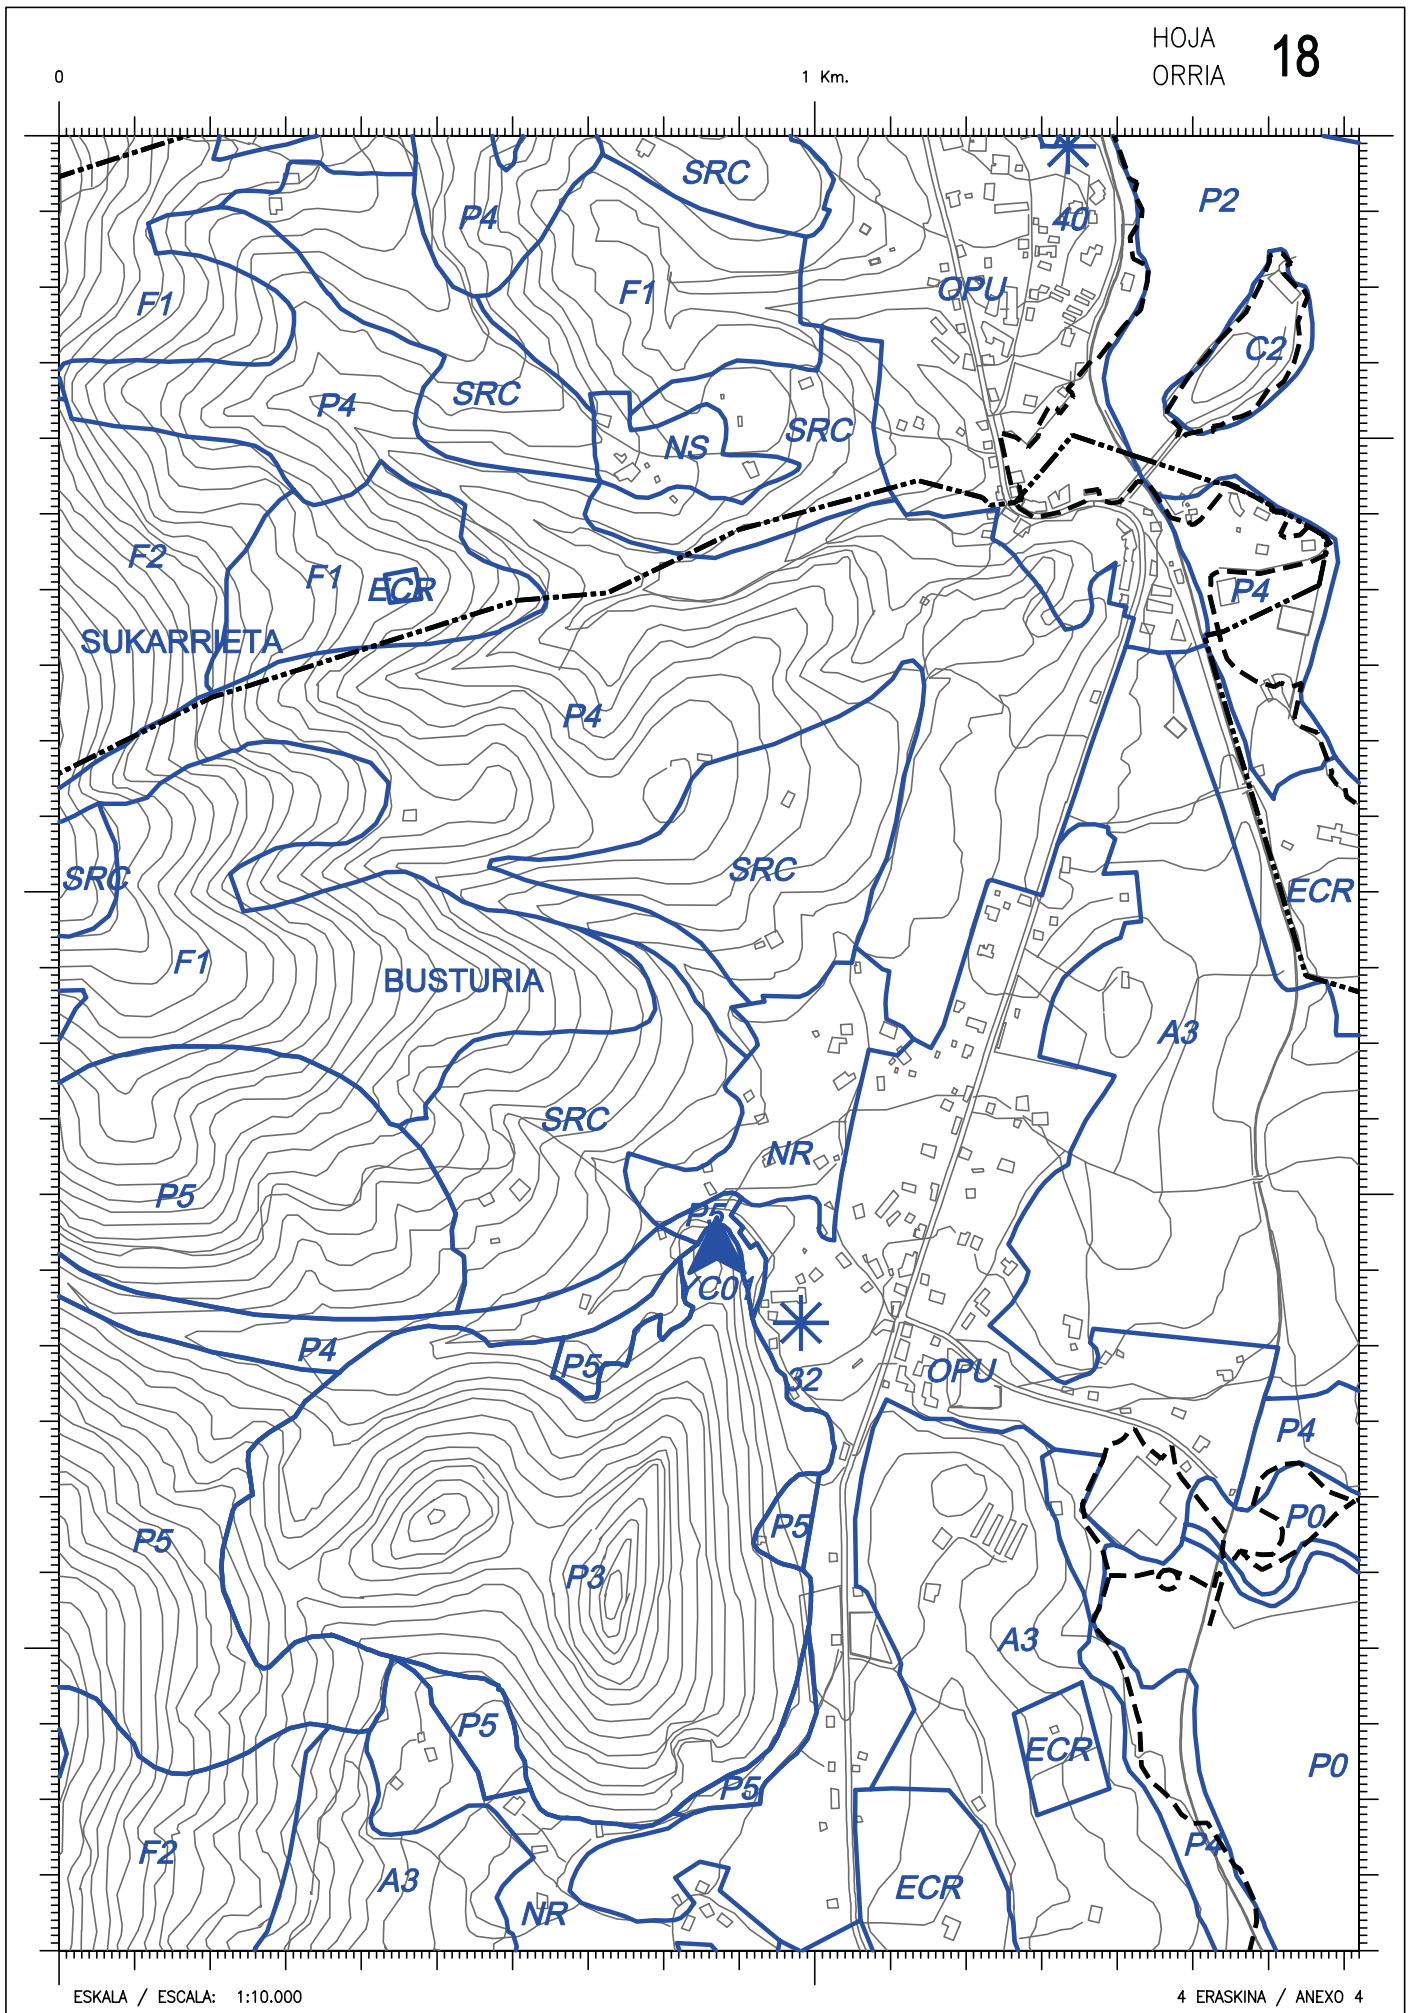 HOJA
ORRIA
18
0
1 Km.
SRC
P4
40
P2
F1
F1
OPU
C2
P4
SRC
NS
SRC
F2
F1
ECR
P4
SUKARRIETA
P4
SRC
SRC
ECR
F1
BUSTURIA
A3
SRC
NR
P5
P5
YC01
P4
P5
32
OPU
P4
P5
P5
P0
P3
A3
P5
ECR
P0
P5
F2
P4
A3
ECR
NR
ESKALA / ESCALA: 1:10.000
4 ERASKINA / ANEXO 4